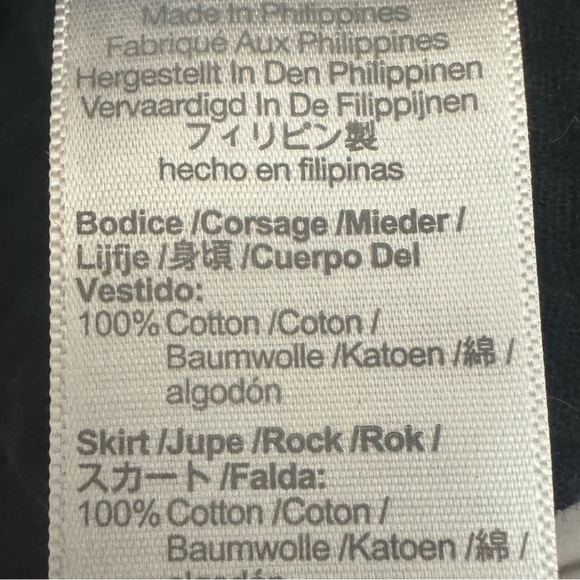 Made In Philippines
Fabriqué Aux Philippines
Hergestellt In Den Philippinen
Vervaardigd In De Filippijnen
フィリピン製
hecho en filipinas
Bodice /Corsage /Mieder /
Lijfje /身頃 /Cuerpo Del
Vestido:
100% Cotton /Coton /
Baumwolle /Katoen /綿 /
algodón
Skirt /Jupe /Rock /Rok /
スカート /Falda:
100% Cotton /Coton /
Baumwolle /Katoen /綿 /
algodón